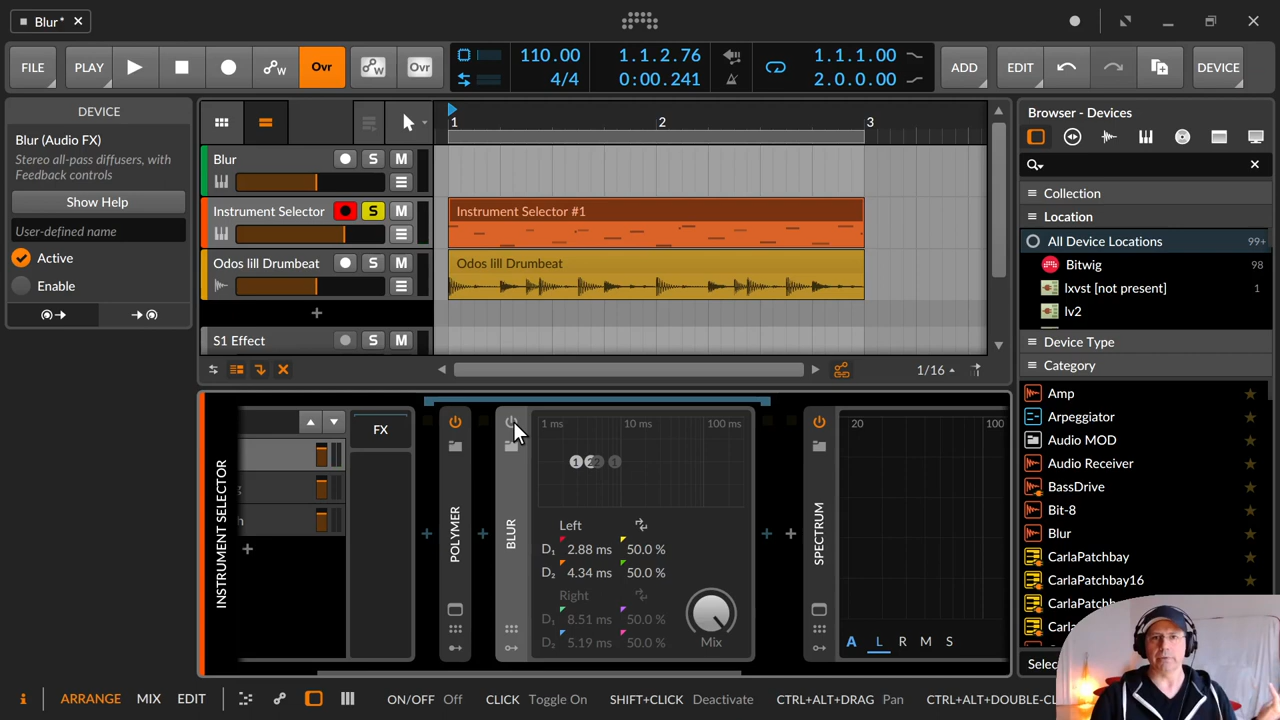 Blur*
FILE
PLAY
Ovr
Ovr
110.00
4/4
1.1.2.76
0:00.241
1.1.1.00
2.0.0.00
ADD
EDIT
DEVICE
DEVICE
Blur (Audio FX)
Stereo all-pass diffusers, with
Feedback controls
Show Help
User-defined name
Active
Enable
1
2
3
Blur
S
M
Instrument Selector
S
M
Instrument Selector #1
Odos lill Drumbeat
S
M
Odos lill Drumbeat
+
S1 Effect
S
M
1/16
INSTRUMENT SELECTOR
FX
POLYMER
BLUR
1 ms
10 ms
100 ms
Left
D1 2.88 ms 50.0 %
D2 4.34 ms 50.0 %
Right
D1 8.51 ms 50.0 %
D2 5.19 ms 50.0 %
Mix
SPECTRUM
20
100
A L R M S
Browser - Devices
Collection
Location
All Device Locations 99+
Bitwig 98
lxvst [not present] 1
lv2
Device Type
Category
Amp
Arpeggiator
Audio MOD
Audio Receiver
BassDrive
Bit-8
Blur
CarlaPatchbay
CarlaPatchbay16
i
ARRANGE
MIX
EDIT
ON/OFF Off
CLICK Toggle On
SHIFT+CLICK Deactivate
CTRL+ALT+DRAG Pan